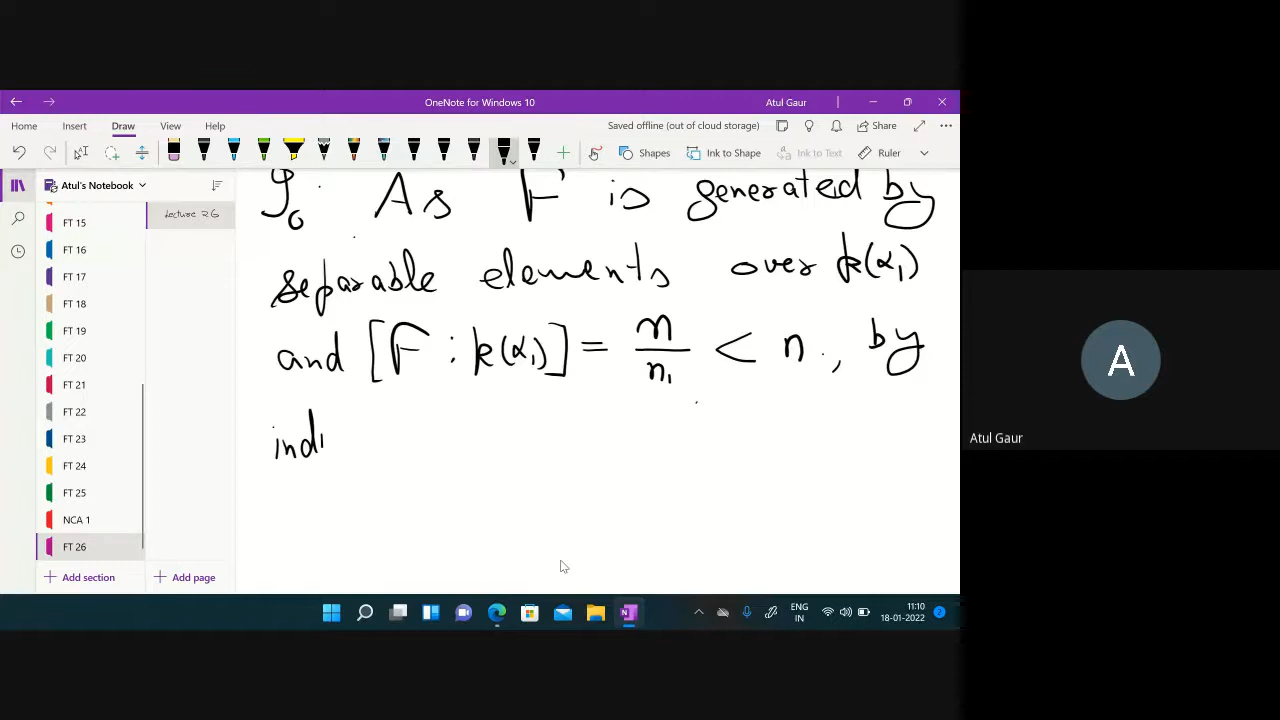 OneNote for Windows 10
Atul Gaur
Home Insert Draw View Help
Saved offline (out of cloud storage)
Share
Shapes
Ink to Shape
Ink to Text
Ruler
Atul's Notebook
FT 15
FT 16
FT 17
FT 18
FT 19
FT 20
FT 21
FT 22
FT 23
FT 24
FT 25
NCA 1
FT 26
Add section
Lecture 26
Add page
φ₀. As F is generated by
separable elements over k(α₁)
and [F : k(α₁)] = n/n₁ < n, by
indu
A
Atul Gaur
ENG
IN
11:10
18-01-2022
2